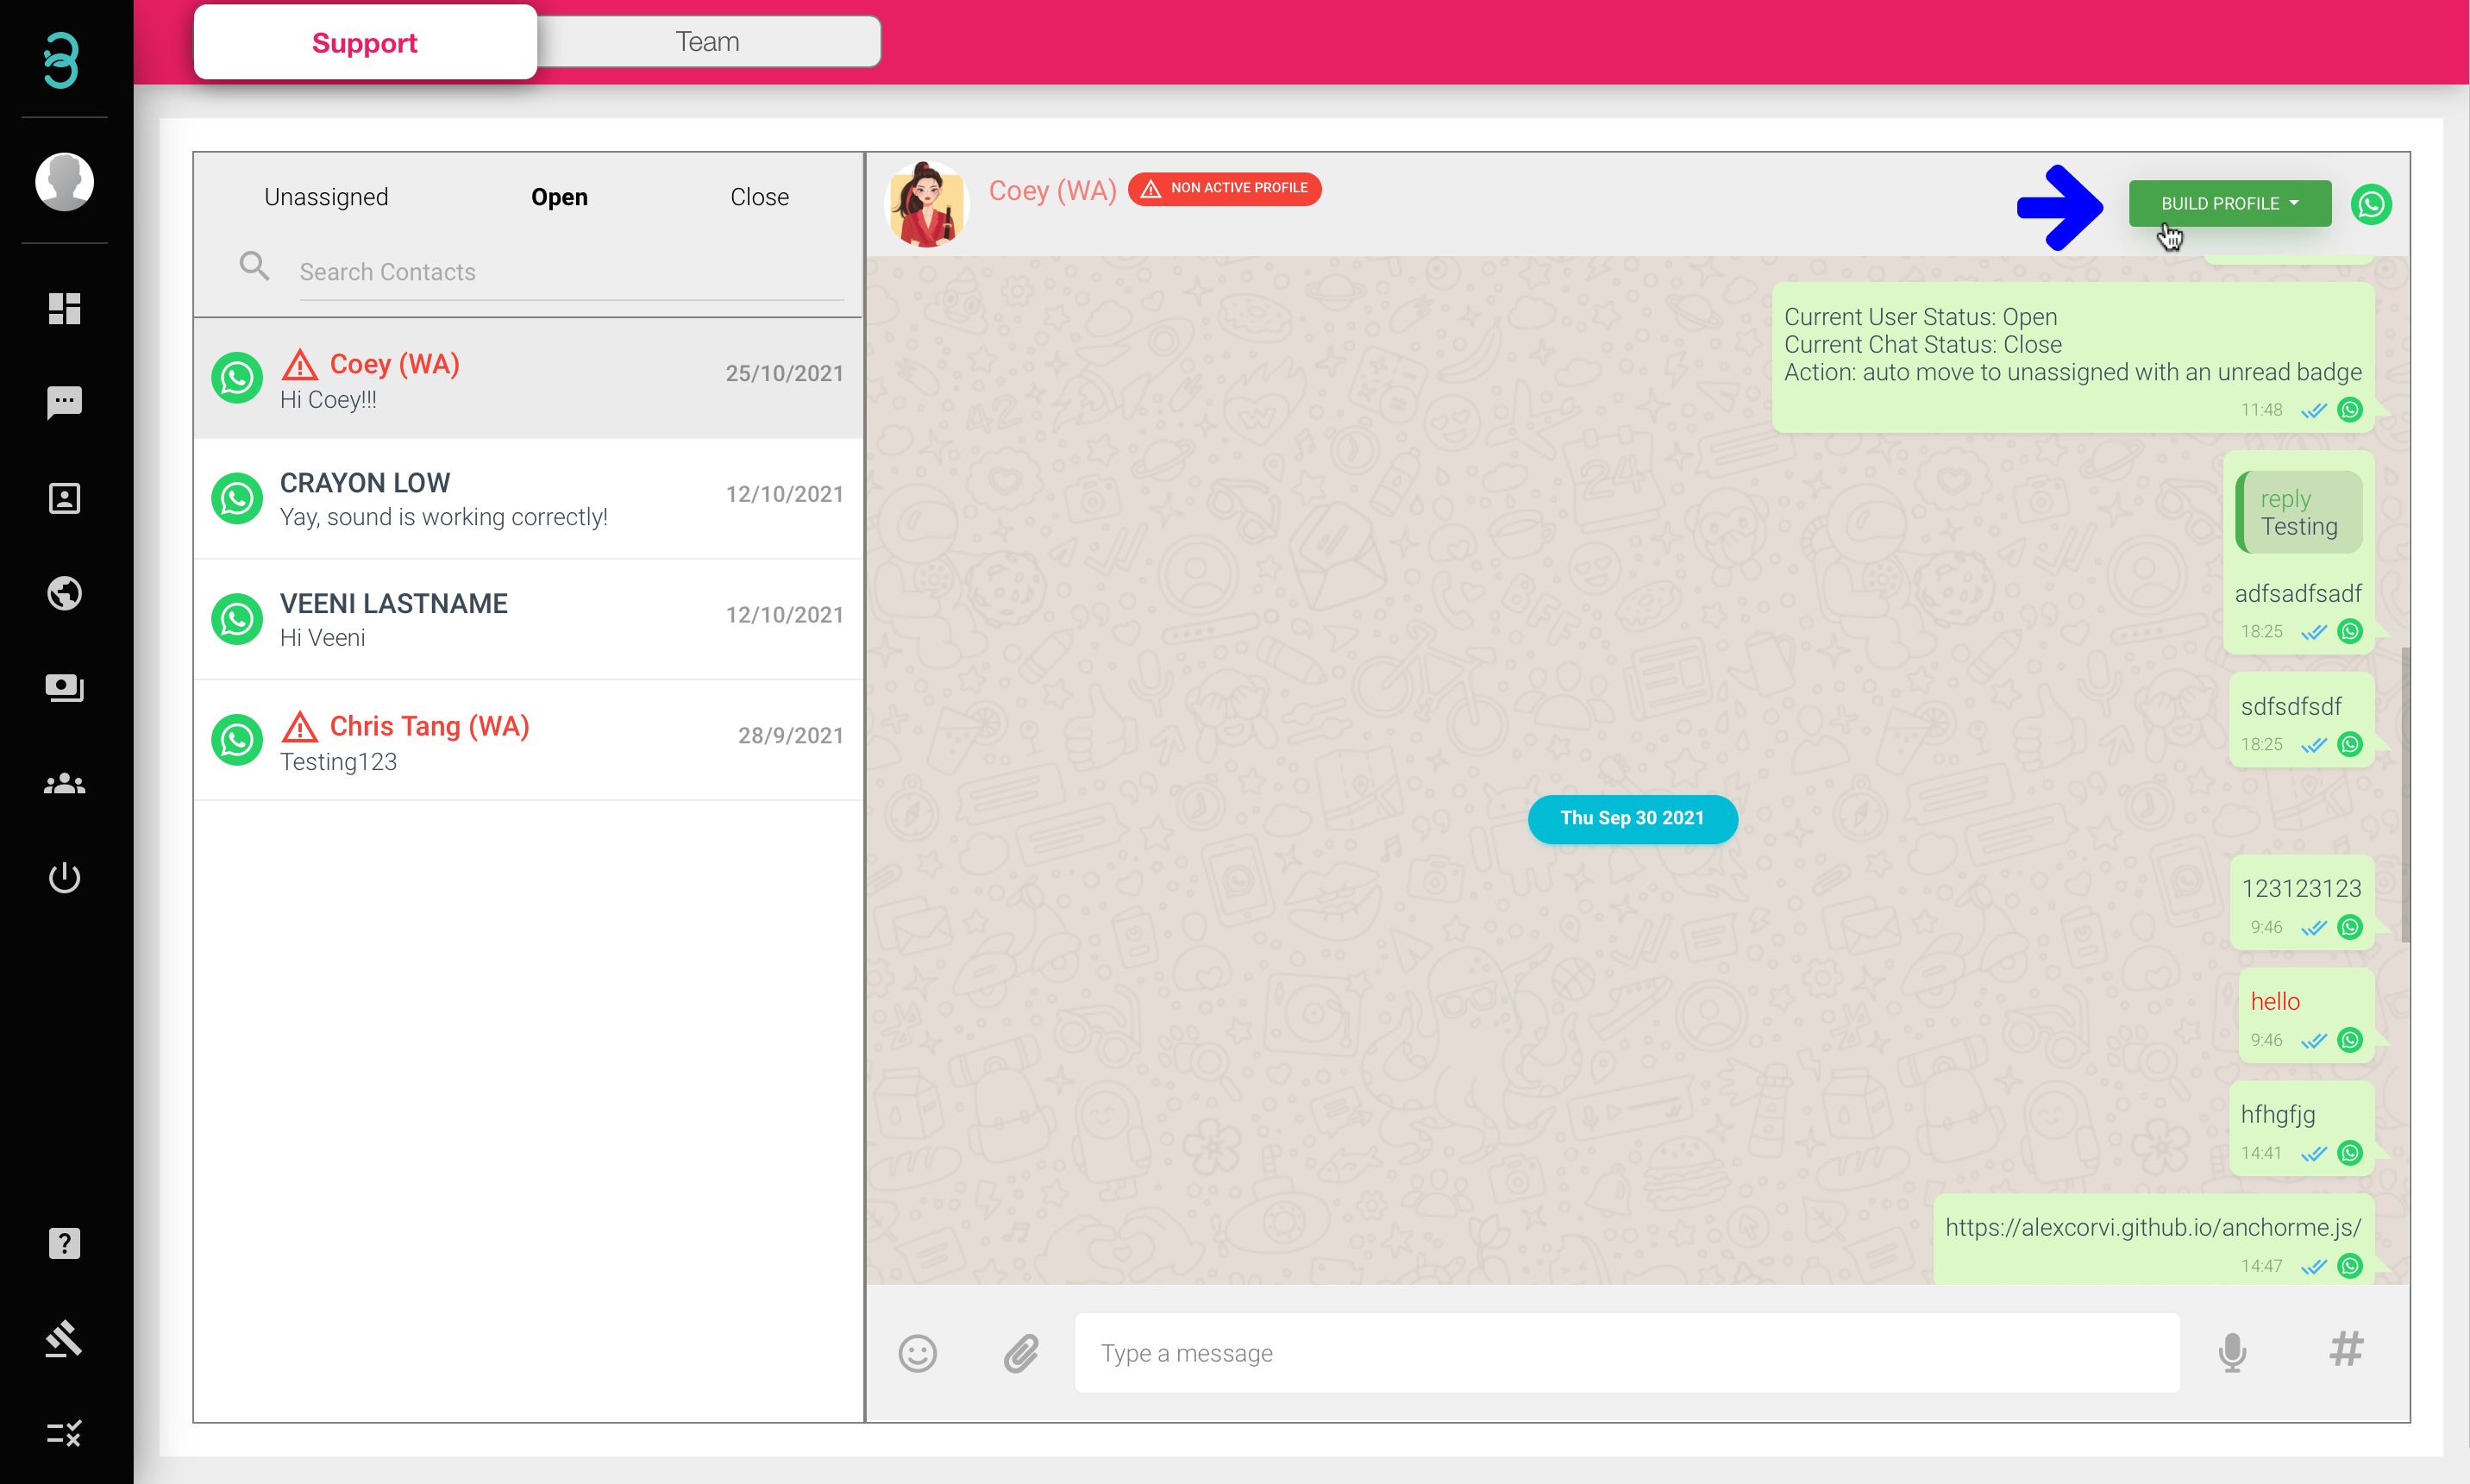 Support
Team
Unassigned
Open
Close
Search Contacts
Coey (WA)
25/10/2021
Hi Coey!!!
CRAYON LOW
12/10/2021
Yay, sound is working correctly!
VEENI LASTNAME
12/10/2021
Hi Veeni
Chris Tang (WA)
28/9/2021
Testing123
Coey (WA)
NON ACTIVE PROFILE
BUILD PROFILE
Current User Status: Open
Current Chat Status: Close
Action: auto move to unassigned with an unread badge
11:48
reply
Testing
adfsadfsadf
18:25
sdfsdfsdf
18:25
Thu Sep 30 2021
123123123
9:46
hello
9:46
hfhgfjg
14:41
https://alexcorvi.github.io/anchorme.js/
14:47
Type a message
#